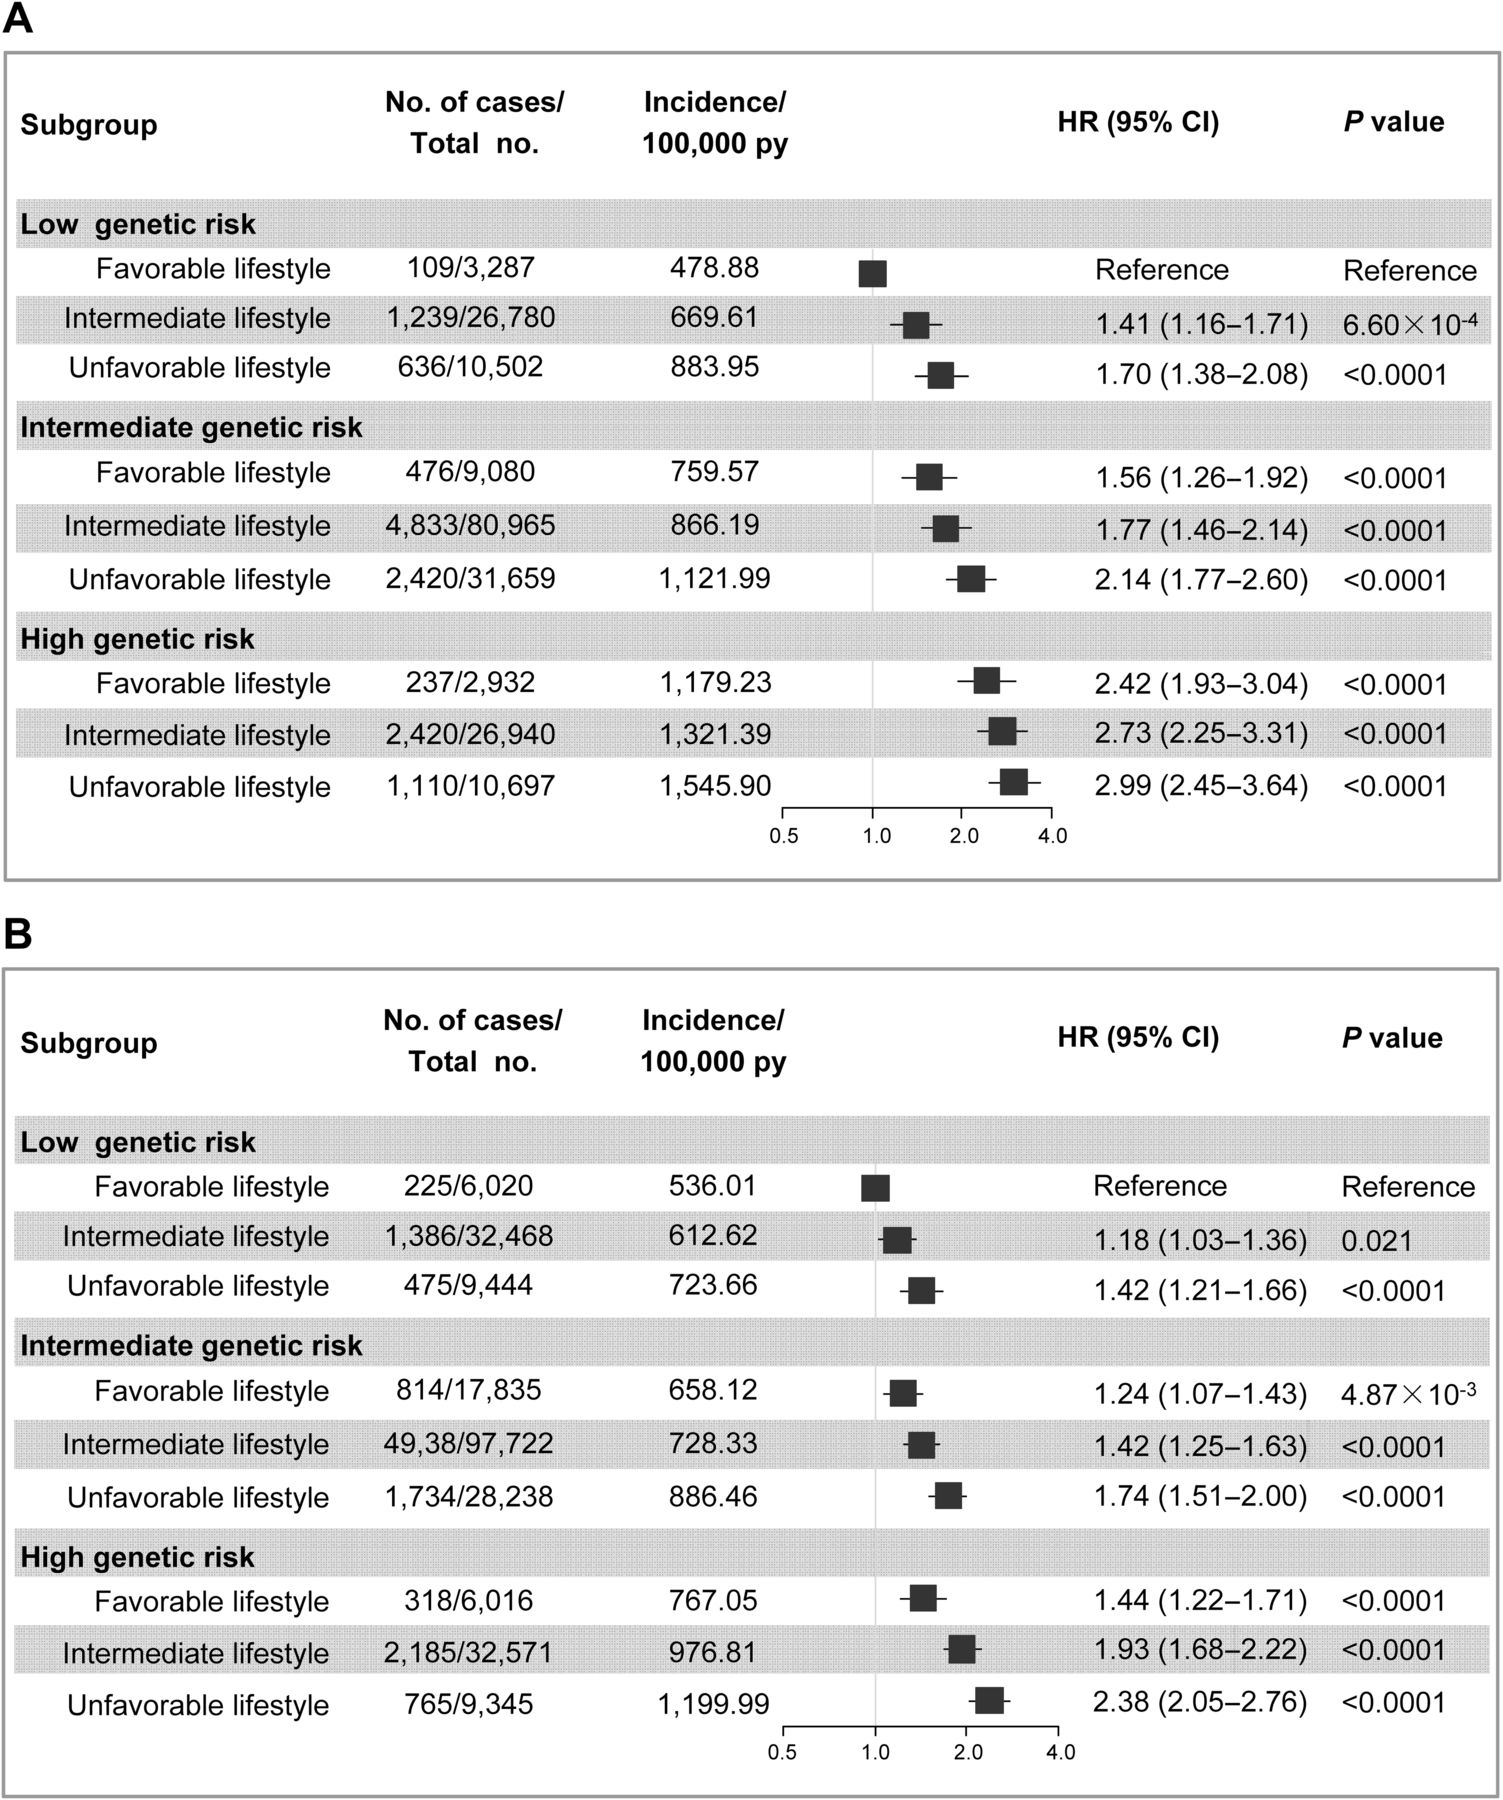 A
Subgroup No. of cases/ Total no. Incidence/ 100,000 py HR (95% CI) P value
Low genetic risk
Favorable lifestyle 109/3,287 478.88 Reference Reference
Intermediate lifestyle 1,239/26,780 669.61 1.41 (1.16–1.71) 6.60×10-4
Unfavorable lifestyle 636/10,502 883.95 1.70 (1.38–2.08) <0.0001
Intermediate genetic risk
Favorable lifestyle 476/9,080 759.57 1.56 (1.26–1.92) <0.0001
Intermediate lifestyle 4,833/80,965 866.19 1.77 (1.46–2.14) <0.0001
Unfavorable lifestyle 2,420/31,659 1,121.99 2.14 (1.77–2.60) <0.0001
High genetic risk
Favorable lifestyle 237/2,932 1,179.23 2.42 (1.93–3.04) <0.0001
Intermediate lifestyle 2,420/26,940 1,321.39 2.73 (2.25–3.31) <0.0001
Unfavorable lifestyle 1,110/10,697 1,545.90 2.99 (2.45–3.64) <0.0001
0.5 1.0 2.0 4.0
B
Subgroup No. of cases/ Total no. Incidence/ 100,000 py HR (95% CI) P value
Low genetic risk
Favorable lifestyle 225/6,020 536.01 Reference Reference
Intermediate lifestyle 1,386/32,468 612.62 1.18 (1.03–1.36) 0.021
Unfavorable lifestyle 475/9,444 723.66 1.42 (1.21–1.66) <0.0001
Intermediate genetic risk
Favorable lifestyle 814/17,835 658.12 1.24 (1.07–1.43) 4.87×10-3
Intermediate lifestyle 49,38/97,722 728.33 1.42 (1.25–1.63) <0.0001
Unfavorable lifestyle 1,734/28,238 886.46 1.74 (1.51–2.00) <0.0001
High genetic risk
Favorable lifestyle 318/6,016 767.05 1.44 (1.22–1.71) <0.0001
Intermediate lifestyle 2,185/32,571 976.81 1.93 (1.68–2.22) <0.0001
Unfavorable lifestyle 765/9,345 1,199.99 2.38 (2.05–2.76) <0.0001
0.5 1.0 2.0 4.0